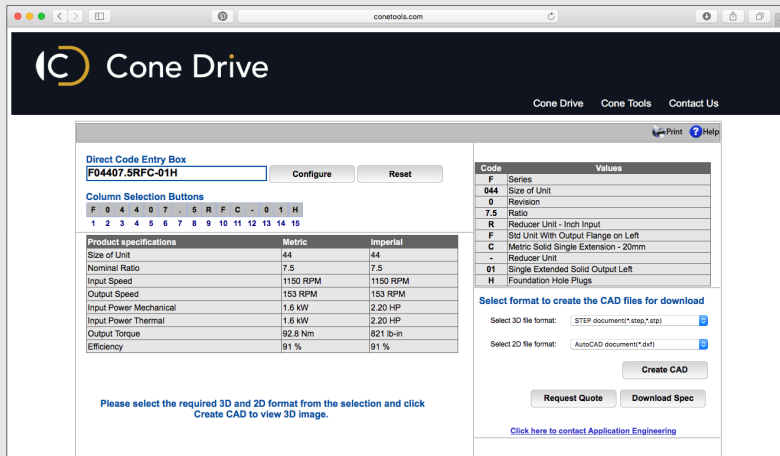 conetools.com
Cone Drive
Cone Drive Cone Tools Contact Us
Print Help
Direct Code Entry Box
F04407.5RFC-01H Configure Reset
Column Selection Buttons
F 0 4 4 0 7 . 5 R F C - 0 1 H
1 2 3 4 5 6 7 8 9 10 11 12 13 14 15
Product specifications Metric Imperial
Size of Unit 44 44
Nominal Ratio 7.5 7.5
Input Speed 1150 RPM 1150 RPM
Output Speed 153 RPM 153 RPM
Input Power Mechanical 1.6 kW 2.20 HP
Input Power Thermal 1.6 kW 2.20 HP
Output Torque 92.8 Nm 821 lb-in
Efficiency 91 % 91 %
Please select the required 3D and 2D format from the selection and click
Create CAD to view 3D image.
Code Values
F Series
044 Size of Unit
0 Revision
7.5 Ratio
R Reducer Unit - Inch Input
F Std Unit With Output Flange on Left
C Metric Solid Single Extension - 20mm
- Reducer Unit
01 Single Extended Solid Output Left
H Foundation Hole Plugs
Select format to create the CAD files for download
Select 3D file format: STEP document(*.step,*.stp)
Select 2D file format: AutoCAD document(*.dxf)
Create CAD
Request Quote Download Spec
Click here to contact Application Engineering